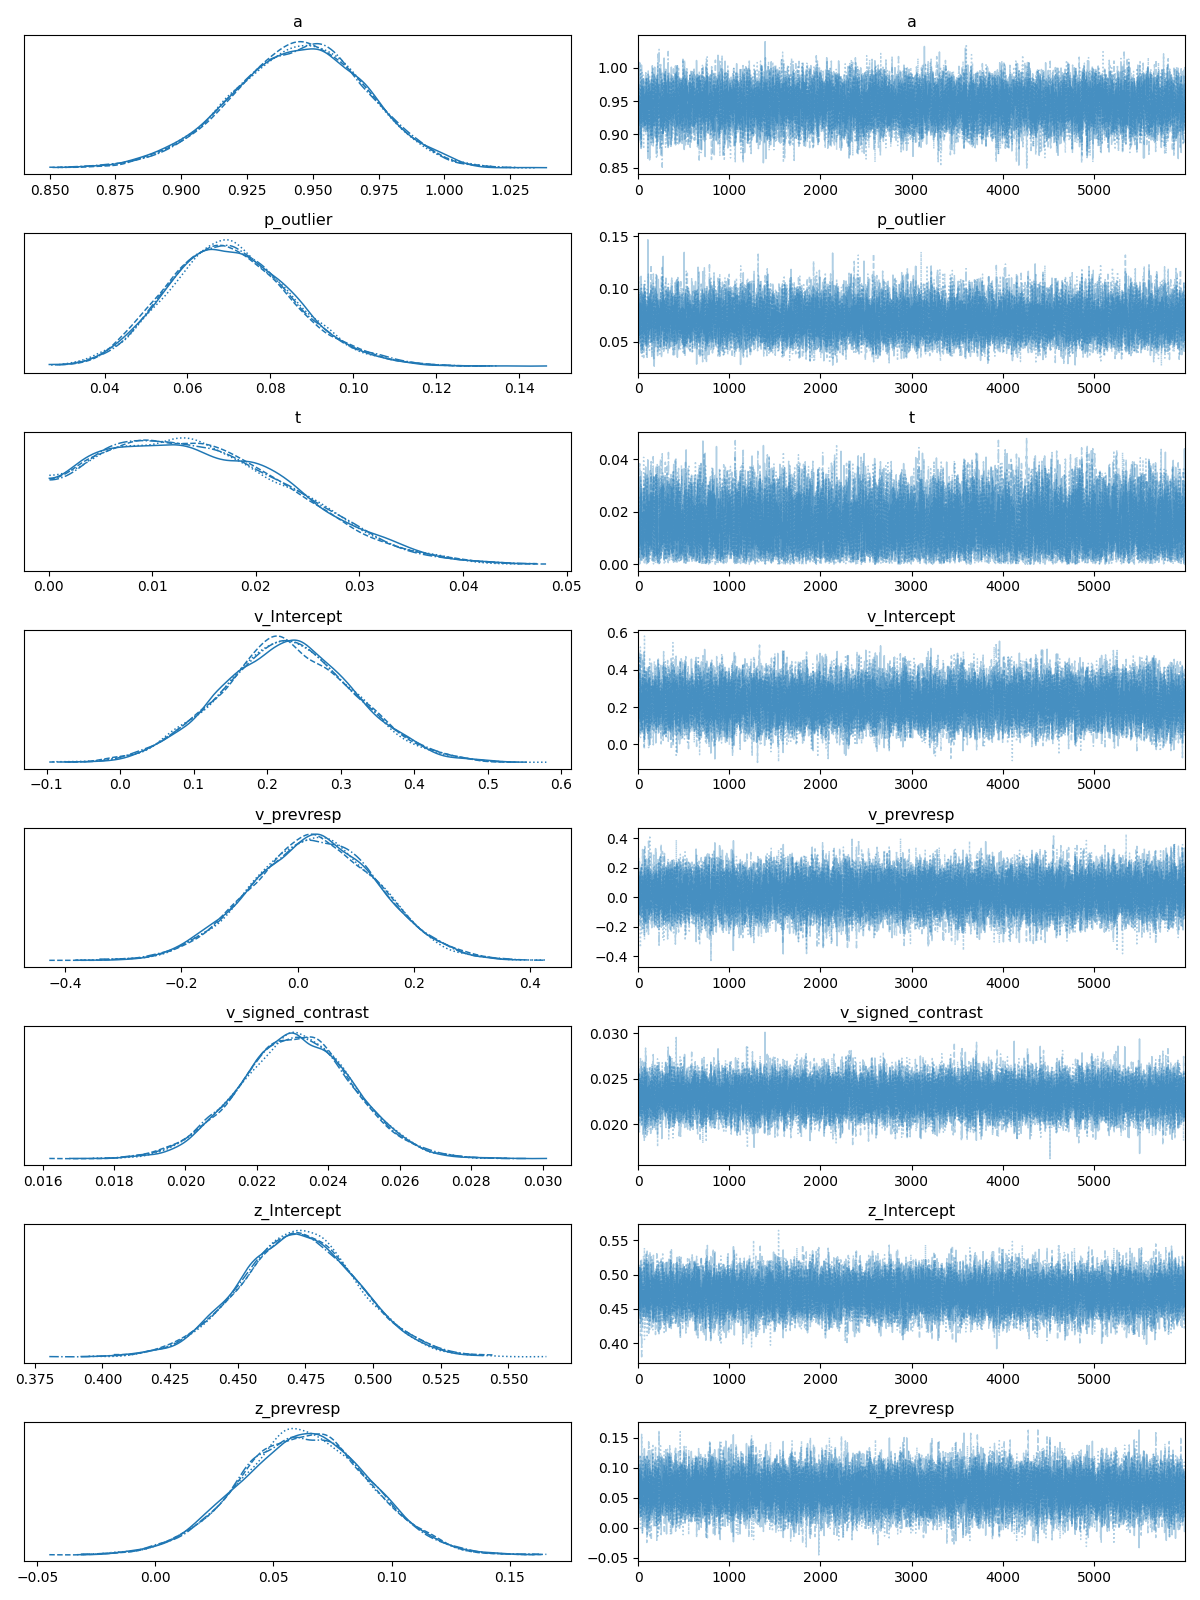 a a
1.00
0.95
0.90
0.85
0.850 0.875 0.900 0.925 0.950 0.975 1.000 1.025 0 1000 2000 3000 4000 5000
p_outlier p_outlier
0.15
0.10
0.05
0.04 0.06 0.08 0.10 0.12 0.14 0 1000 2000 3000 4000 5000
t t
0.04
0.02
0.00
0.00 0.01 0.02 0.03 0.04 0.05 0 1000 2000 3000 4000 5000
v_Intercept v_Intercept
0.6
0.4
0.2
0.0
−0.1 0.0 0.1 0.2 0.3 0.4 0.5 0.6 0 1000 2000 3000 4000 5000
v_prevresp v_prevresp
0.4
0.2
0.0
−0.2
−0.4
−0.4 −0.2 0.0 0.2 0.4 0 1000 2000 3000 4000 5000
v_signed_contrast v_signed_contrast
0.030
0.025
0.020
0.016 0.018 0.020 0.022 0.024 0.026 0.028 0.030 0 1000 2000 3000 4000 5000
z_Intercept z_Intercept
0.55
0.50
0.45
0.40
0.375 0.400 0.425 0.450 0.475 0.500 0.525 0.550 0 1000 2000 3000 4000 5000
z_prevresp z_prevresp
0.15
0.10
0.05
0.00
−0.05
−0.05 0.00 0.05 0.10 0.15 0 1000 2000 3000 4000 5000